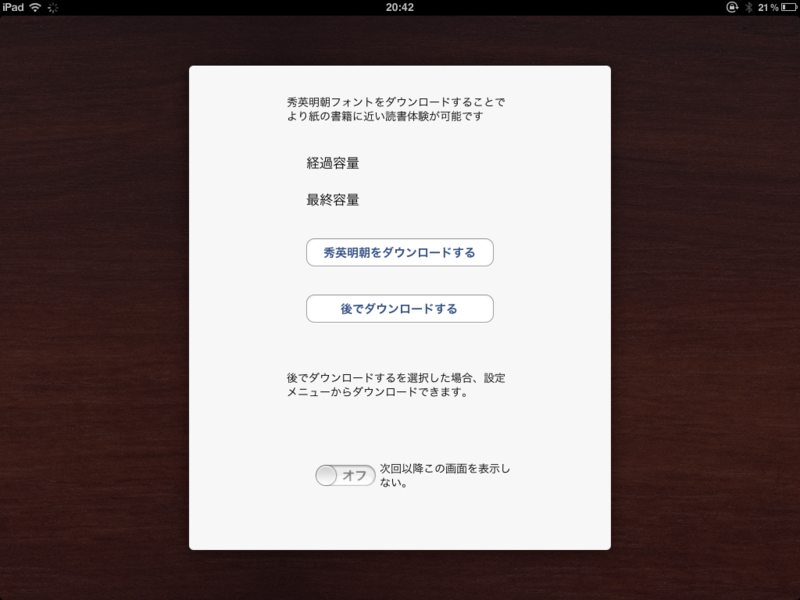 iPad
20:42
21%
秀英明朝フォントをダウンロードすることで
より紙の書籍に近い読書体験が可能です
経過容量
最終容量
秀英明朝をダウンロードする
後でダウンロードする
後でダウンロードするを選択した場合、設定
メニューからダウンロードできます。
オフ
次回以降この画面を表示し
ない。